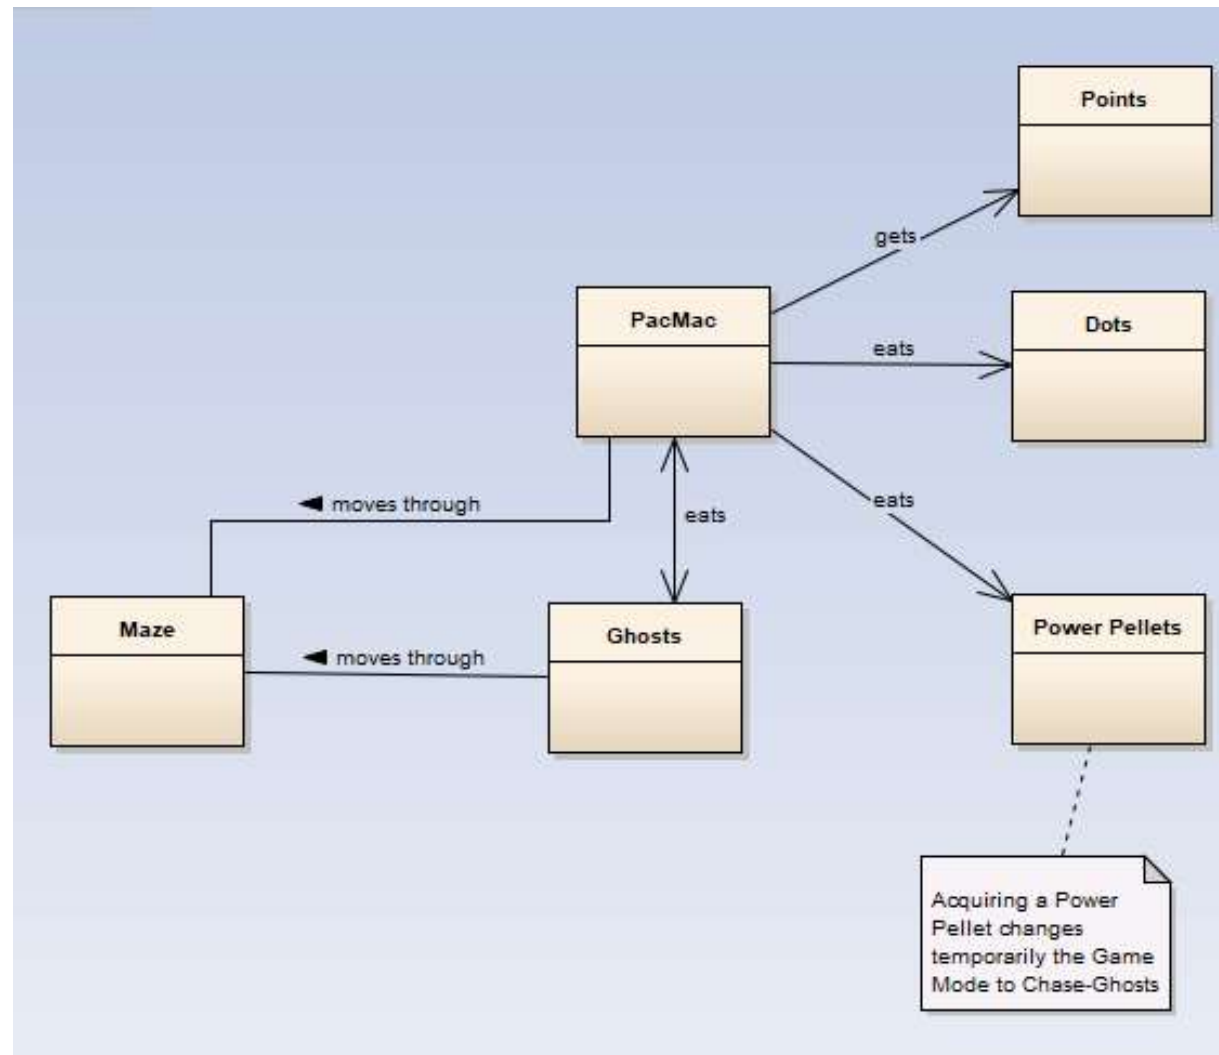 Points
gets
PacMac
Dots
eats
eats
◄ moves through
eats
Maze
Ghosts
Power Pellets
◄ moves through
Acquiring a Power
Pellet changes
temporarily the Game
Mode to Chase-Ghosts